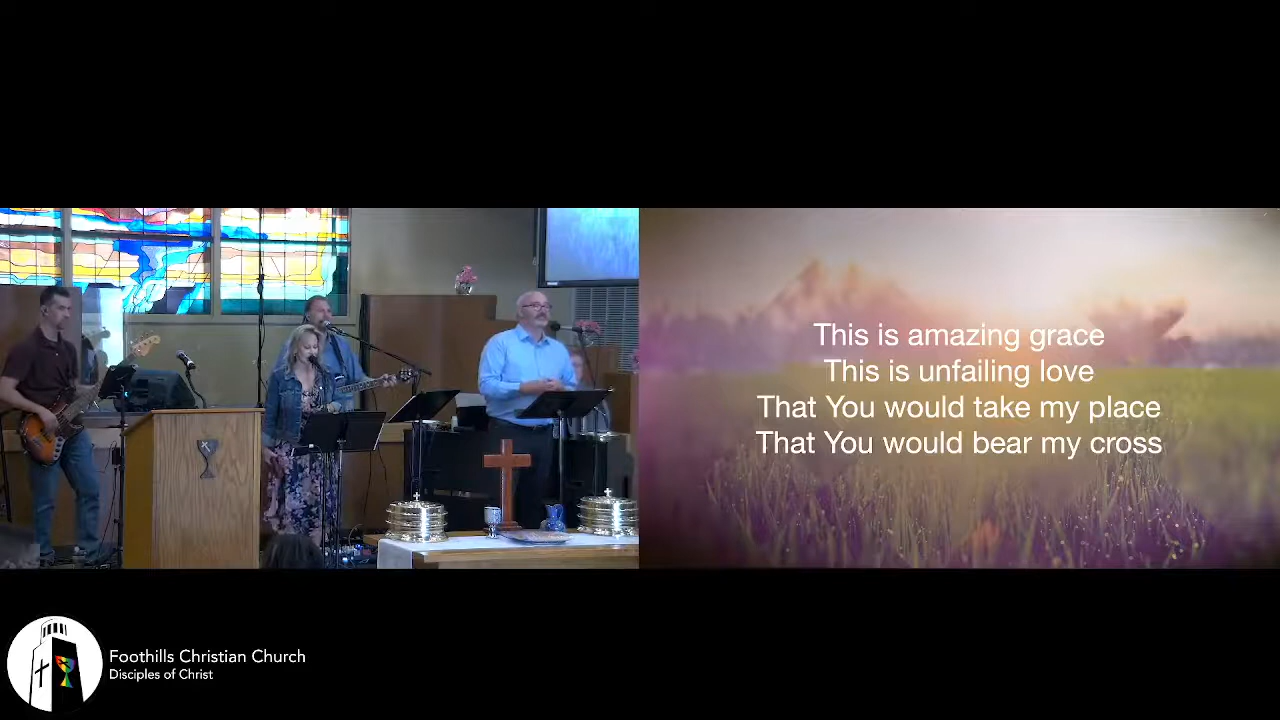 This is amazing grace
This is unfailing love
That You would take my place
That You would bear my cross
Foothills Christian Church
Disciples of Christ